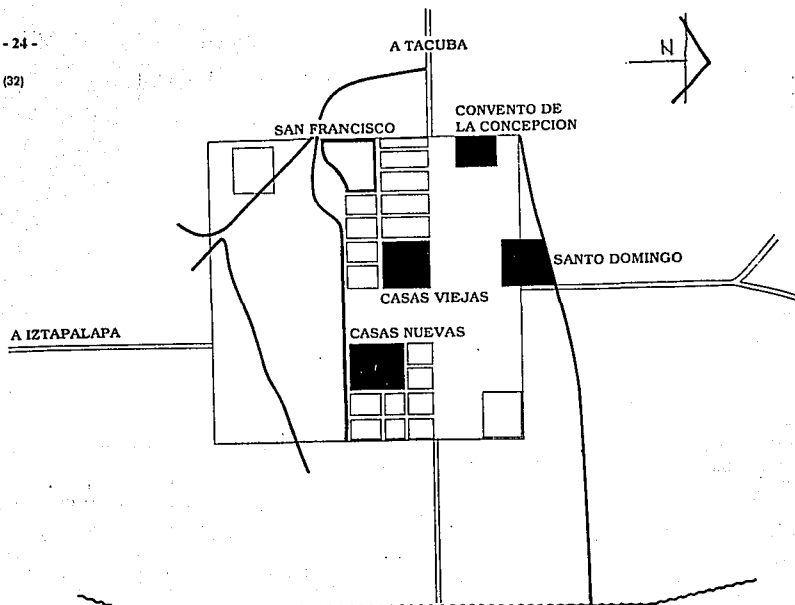 - 24 -
(32)
A TACUBA
N
CONVENTO DE
LA CONCEPCION
SAN FRANCISCO
SANTO DOMINGO
CASAS VIEJAS
A IZTAPALAPA
CASAS NUEVAS